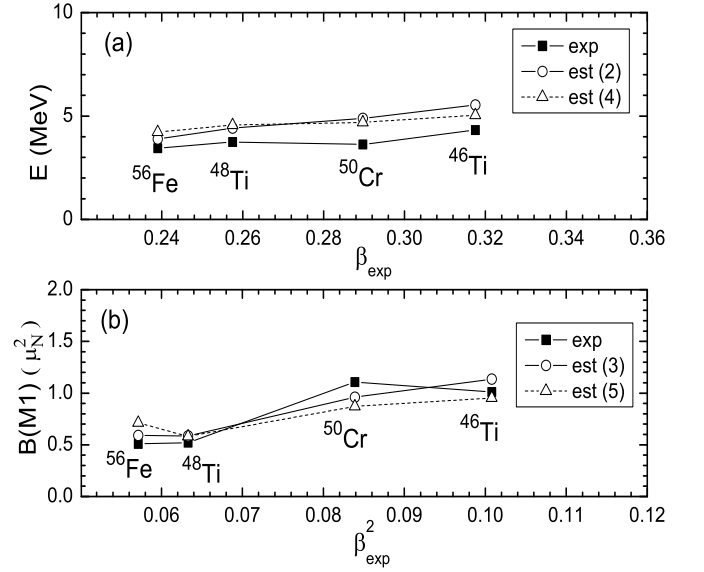 10
(a)
exp
est (2)
est (4)
5
E (MeV)
⁵⁶Fe
⁴⁸Ti
⁵⁰Cr
⁴⁶Ti
0
0.24 0.26 0.28 0.30 0.32 0.34 0.36
β_exp
2.0
(b)
exp
est (3)
est (5)
1.5
B(M1) ( μ_N² )
1.0
0.5
⁵⁶Fe
⁴⁸Ti
⁵⁰Cr
⁴⁶Ti
0.0
0.06 0.07 0.08 0.09 0.10 0.11 0.12
β²_exp